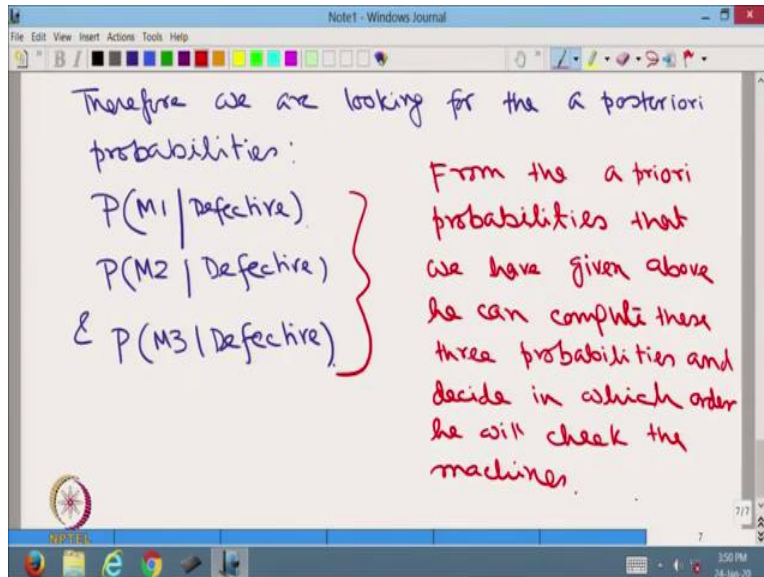 Note1 - Windows Journal
File Edit View Insert Actions Tools Help
B I
Therefore we are looking for the a posteriori
probabilities:
P(M1 | Defective)
P(M2 | Defective)
& P(M3 | Defective)
From the a priori
probabilities that
we have given above
he can compute these
three probabilities and
decide in which order
he will check the
machines.
NPTEL
7/7
7
3:50 PM
24-Jan-20